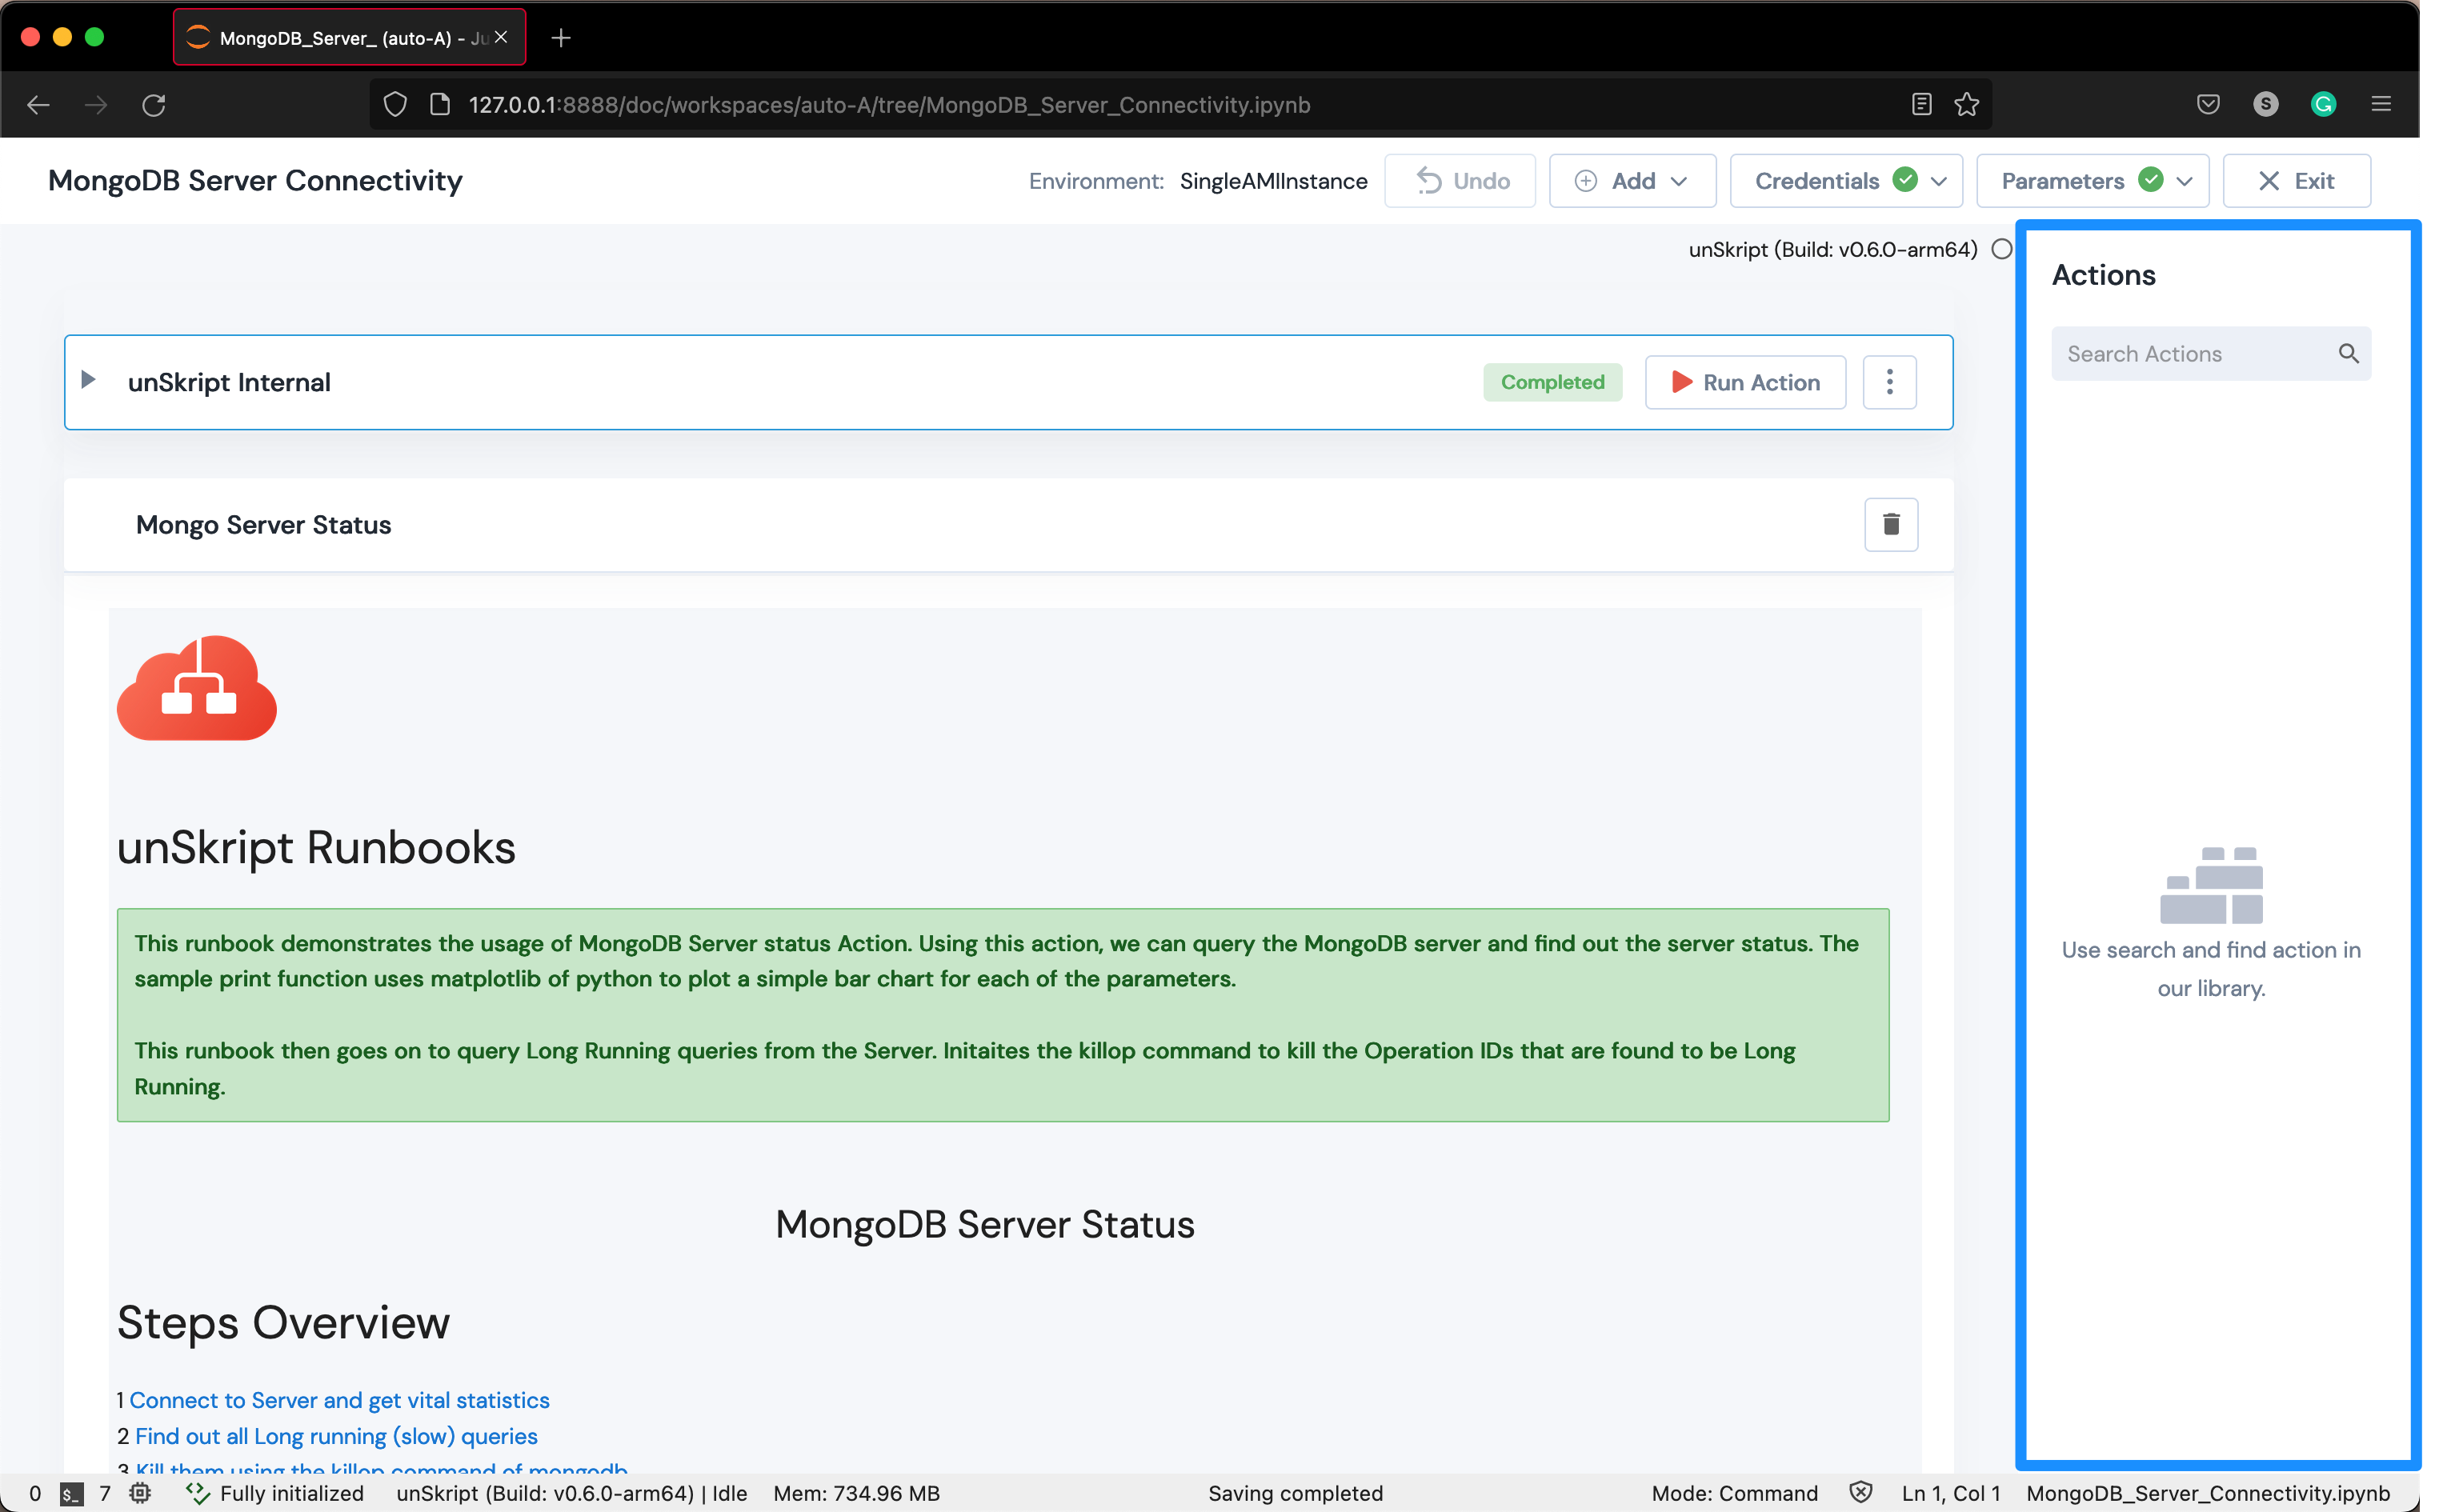 MongoDB_Server_ (auto-A) - Ju
127.0.0.1:8888/doc/workspaces/auto-A/tree/MongoDB_Server_Connectivity.ipynb
S
G
MongoDB Server Connectivity
Environment: SingleAMIInstance
Undo
Add
Credentials
Parameters
Exit
unSkript (Build: v0.6.0-arm64)
Actions
Search Actions
unSkript Internal
Completed
Run Action
Mongo Server Status
unSkript Runbooks
This runbook demonstrates the usage of MongoDB Server status Action. Using this action, we can query the MongoDB server and find out the server status. The
sample print function uses matplotlib of python to plot a simple bar chart for each of the parameters.
This runbook then goes on to query Long Running queries from the Server. Initaites the killop command to kill the Operation IDs that are found to be Long
Running.
Use search and find action in
our library.
MongoDB Server Status
Steps Overview
1 Connect to Server and get vital statistics
2 Find out all Long running (slow) queries
3 Kill them using the killop command of mongodb
0 $_ 7 Fully initialized unSkript (Build: v0.6.0-arm64) | Idle Mem: 734.96 MB Saving completed Mode: Command Ln 1, Col 1 MongoDB_Server_Connectivity.ipynb